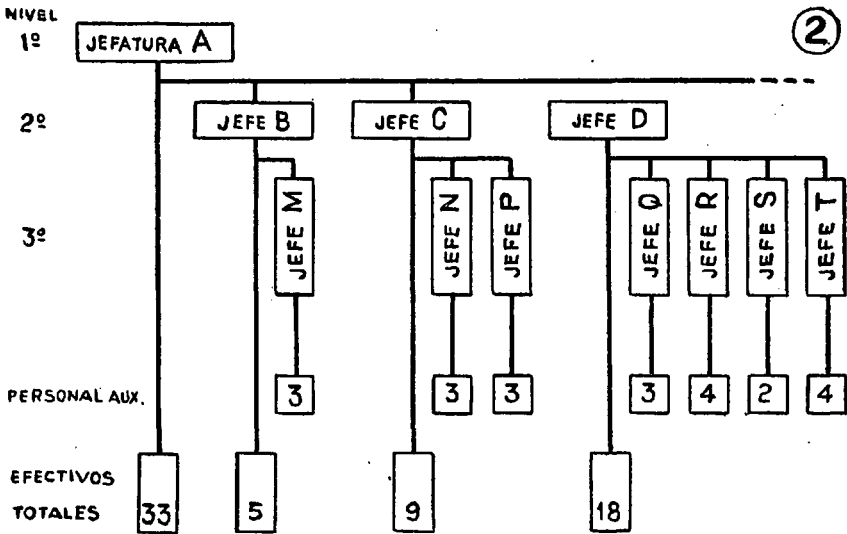 NIVEL
1º JEFATURA A 2
2º JEFE B JEFE C JEFE D
3º JEFE M JEFE N JEFE P JEFE Q JEFE R JEFE S JEFE T
PERSONAL AUX. 3 3 3 3 4 2 4
EFECTIVOS
TOTALES 33 5 9 18